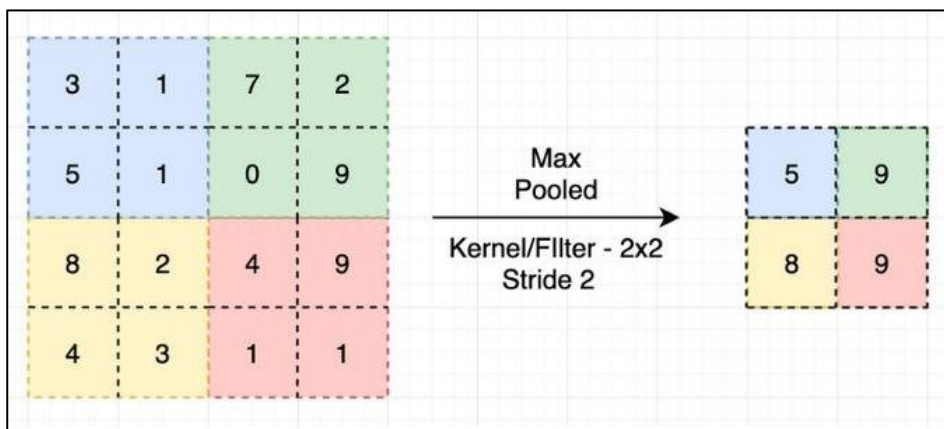 3 1 7 2
5 1 0 9
8 2 4 9
4 3 1 1
Max
Pooled
Kernel/FIlter - 2x2
Stride 2
5 9
8 9